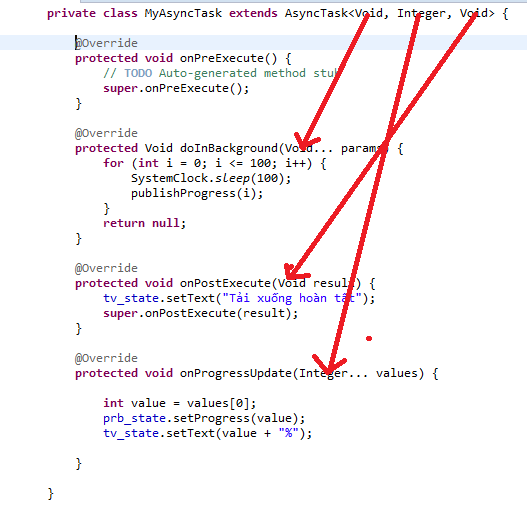 private class MyAsyncTask extends AsyncTask<Void, Integer, Void> {
@Override
protected void onPreExecute() {
// TODO Auto-generated method stub
super.onPreExecute();
}
@Override
protected Void doInBackground(Void... params) {
for (int i = 0; i <= 100; i++) {
SystemClock.sleep(100);
publishProgress(i);
}
return null;
}
@Override
protected void onPostExecute(Void result) {
tv_state.setText("Tải xuống hoàn tất");
super.onPostExecute(result);
}
@Override
protected void onProgressUpdate(Integer... values) {
int value = values[0];
prb_state.setProgress(value);
tv_state.setText(value + "%");
}
}